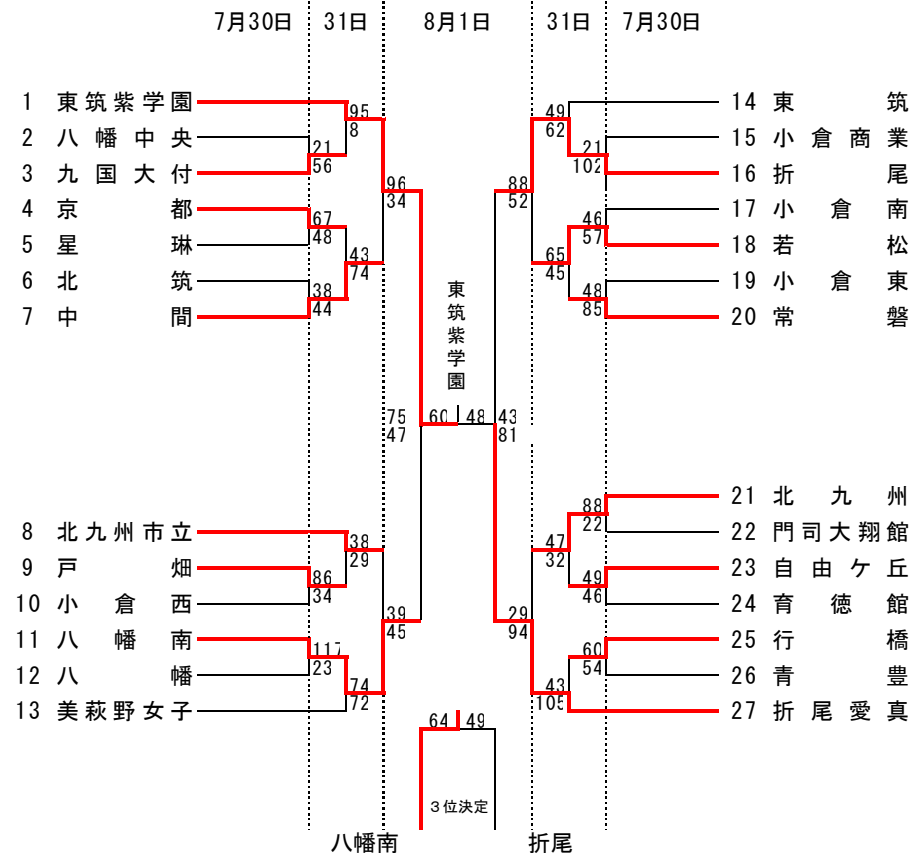 7月30日 31日 8月1日 31日 7月30日
1 東筑紫学園
2 八幡中央
3 九国大付
4 京都
5 星琳
6 北筑
7 中間
8 北九州市立
9 戸畑
10 小倉西
11 八幡南
12 八幡
13 美萩野女子
95
8
21
56
67
48
43
74
38
44
96
34
75
47
38
29
86
34
39
45
117
23
74
72
東筑紫学園
60 48
64 49
3位決定
八幡南 折尾
49
62
21
102
88
52
46
57
65
45
48
85
43
81
88
22
47
32
49
46
29
94
60
54
43
105
14 東筑
15 小倉商業
16 折尾
17 小倉南
18 若松
19 小倉東
20 常磐
21 北九州
22 門司大翔館
23 自由ケ丘
24 育徳館
25 行橋
26 青豊
27 折尾愛真